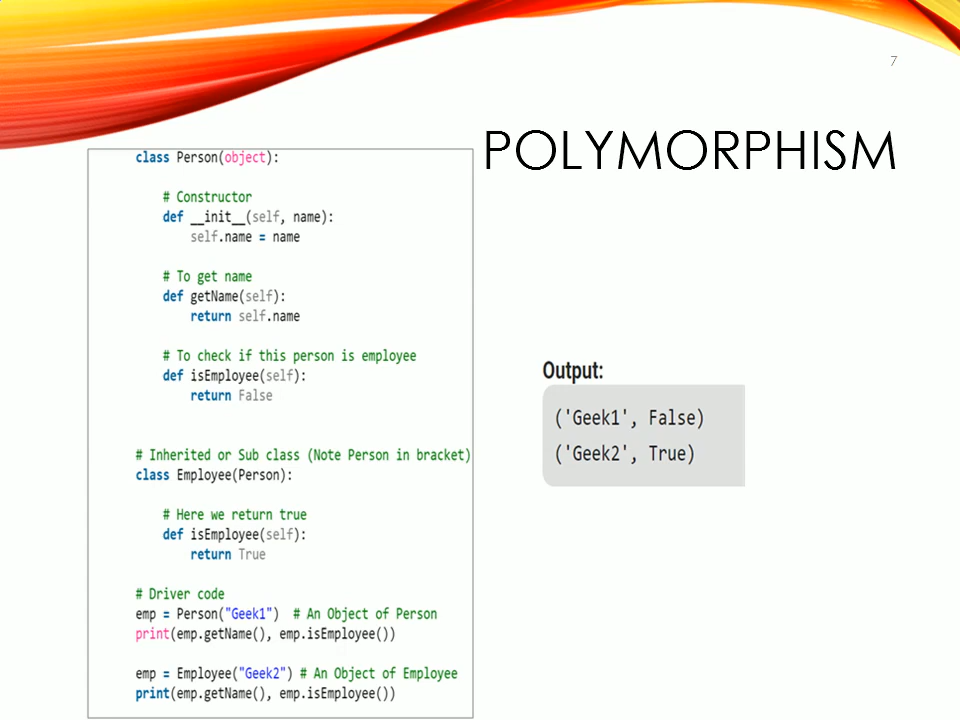 7
POLYMORPHISM
class Person(object):
# Constructor
def __init__(self, name):
self.name = name
# To get name
def getName(self):
return self.name
# To check if this person is employee
def isEmployee(self):
return False
# Inherited or Sub class (Note Person in bracket)
class Employee(Person):
# Here we return true
def isEmployee(self):
return True
# Driver code
emp = Person("Geek1")  # An Object of Person
print(emp.getName(), emp.isEmployee())
emp = Employee("Geek2") # An Object of Employee
print(emp.getName(), emp.isEmployee())
Output:
('Geek1', False)
('Geek2', True)